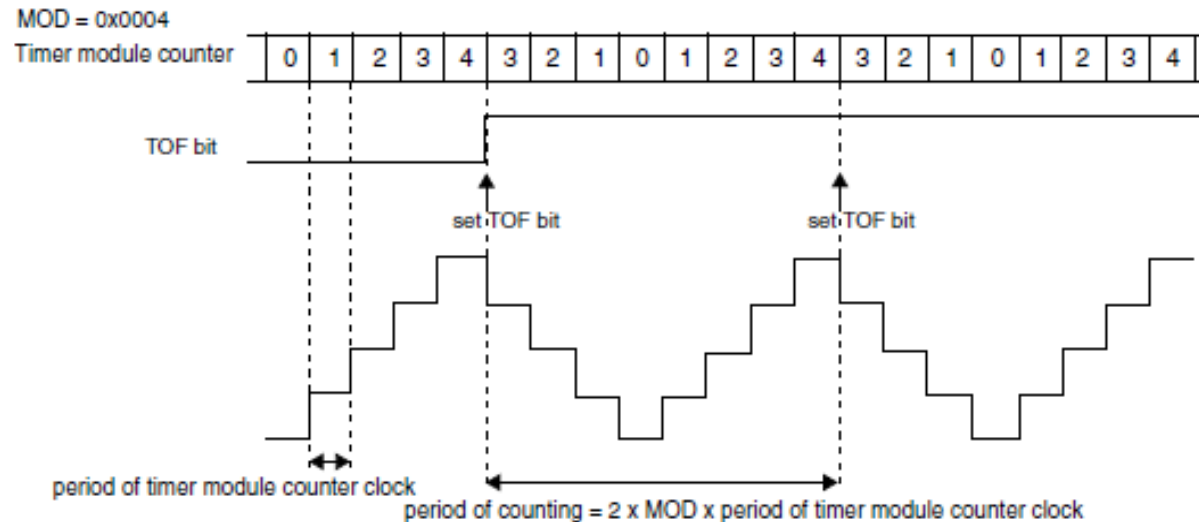 MOD = 0x0004
Timer module counter 0 1 2 3 4 3 2 1 0 1 2 3 4 3 2 1 0 1 2 3 4
TOF bit
set TOF bit set TOF bit
period of timer module counter clock
period of counting = 2 x MOD x period of timer module counter clock